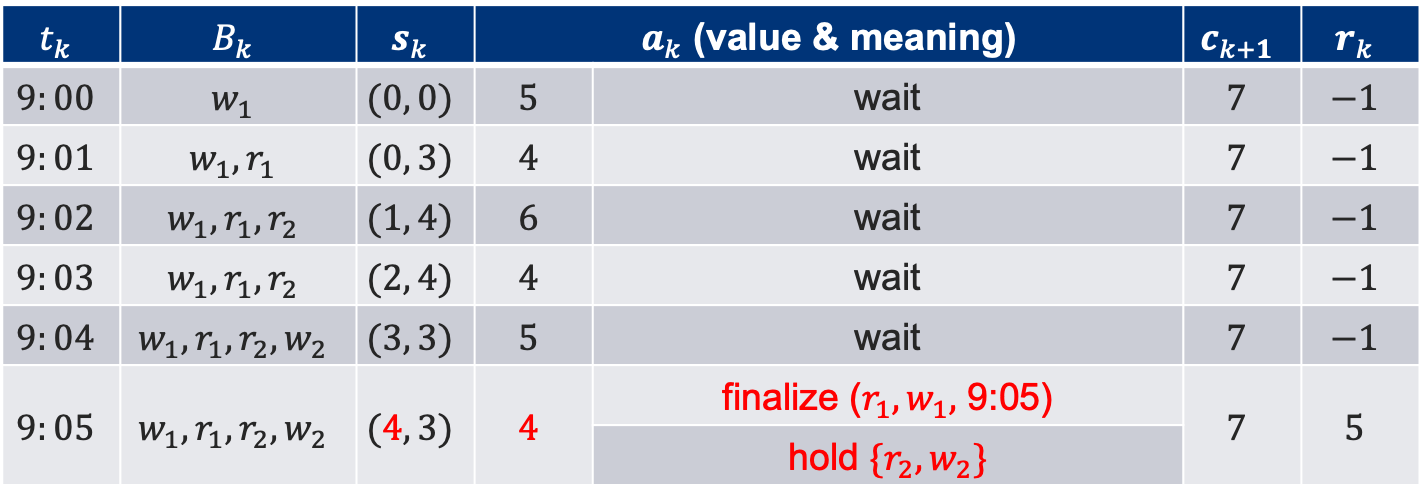 t_k B_k s_k a_k (value & meaning) c_{k+1} r_k
9:00 w_1 (0, 0) 5 wait 7 −1
9:01 w_1, r_1 (0, 3) 4 wait 7 −1
9:02 w_1, r_1, r_2 (1, 4) 6 wait 7 −1
9:03 w_1, r_1, r_2 (2, 4) 4 wait 7 −1
9:04 w_1, r_1, r_2, w_2 (3, 3) 5 wait 7 −1
9:05 w_1, r_1, r_2, w_2 (4, 3) 4 finalize (r_1, w_1, 9:05) 7 5
hold {r_2, w_2}